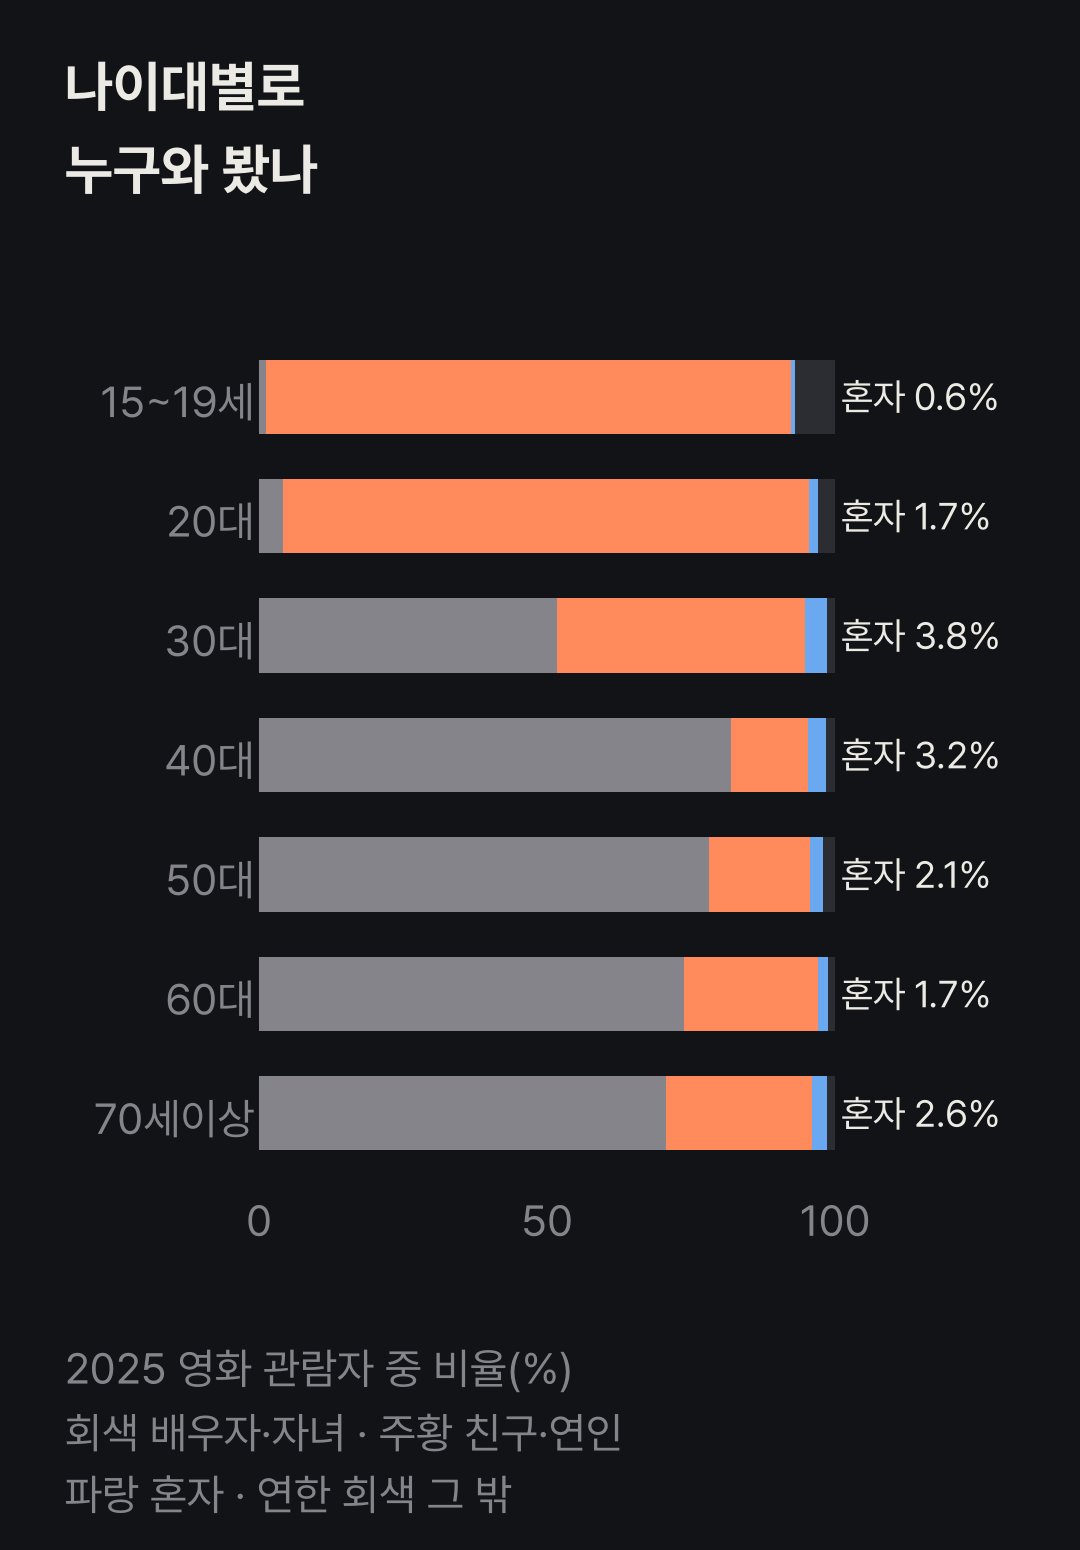 나이대별로
누구와 봤나
15~19세 혼자 0.6%
20대 혼자 1.7%
30대 혼자 3.8%
40대 혼자 3.2%
50대 혼자 2.1%
60대 혼자 1.7%
70세이상 혼자 2.6%
0 50 100
2025 영화 관람자 중 비율(%)
회색 배우자·자녀 · 주황 친구·연인
파랑 혼자 · 연한 회색 그 밖